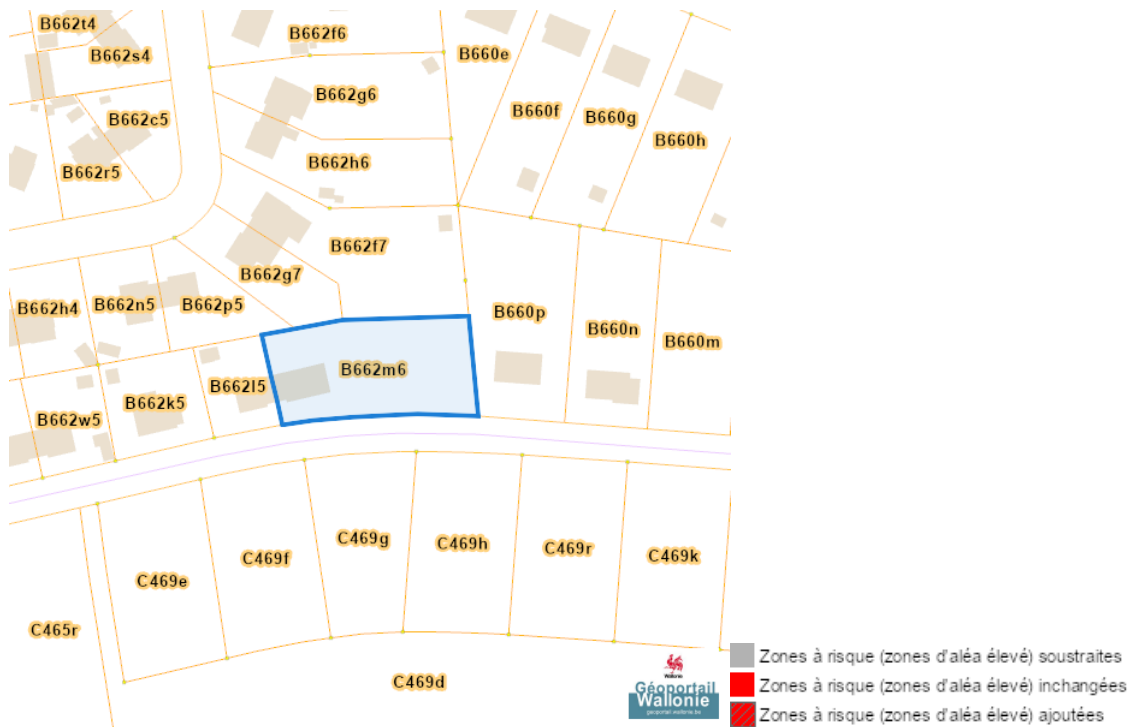 B662t4
B662f6
B662s4
B660e
B662g6
B660f
B660g
B662c5
B660h
B662h6
B662r5
B662f7
B662g7
B662h4
B662n5
B662p5
B660p
B660n
B660m
B662m6
B662l5
B662k5
B662w5
C469g
C469h
C469r
C469f
C469k
C469e
C465r
C469d
Wallonie
Géoportail
Wallonie
geoportail.wallonie.be
Zones à risque (zones d'aléa élevé) soustraites
Zones à risque (zones d'aléa élevé) inchangées
Zones à risque (zones d'aléa élevé) ajoutées